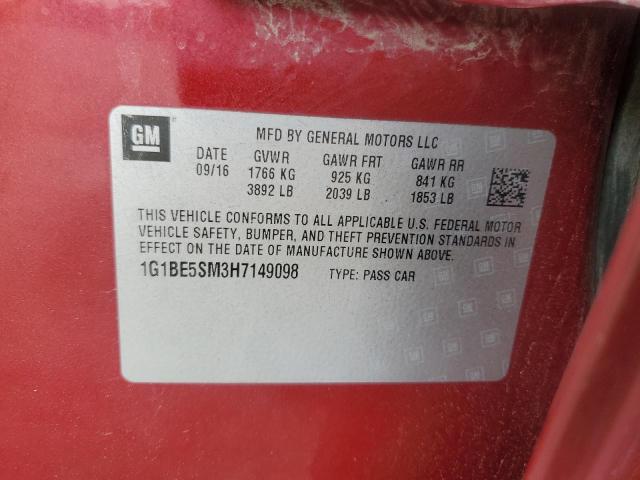 GM
MFD BY GENERAL MOTORS LLC
DATE GVWR GAWR FRT GAWR RR
09/16 1766 KG 925 KG 841 KG
3892 LB 2039 LB 1853 LB
THIS VEHICLE CONFORMS TO ALL APPLICABLE U.S. FEDERAL MOTOR
VEHICLE SAFETY, BUMPER, AND THEFT PREVENTION STANDARDS IN
EFFECT ON THE DATE OF MANUFACTURE SHOWN ABOVE.
1G1BE5SM3H7149098 TYPE: PASS CAR